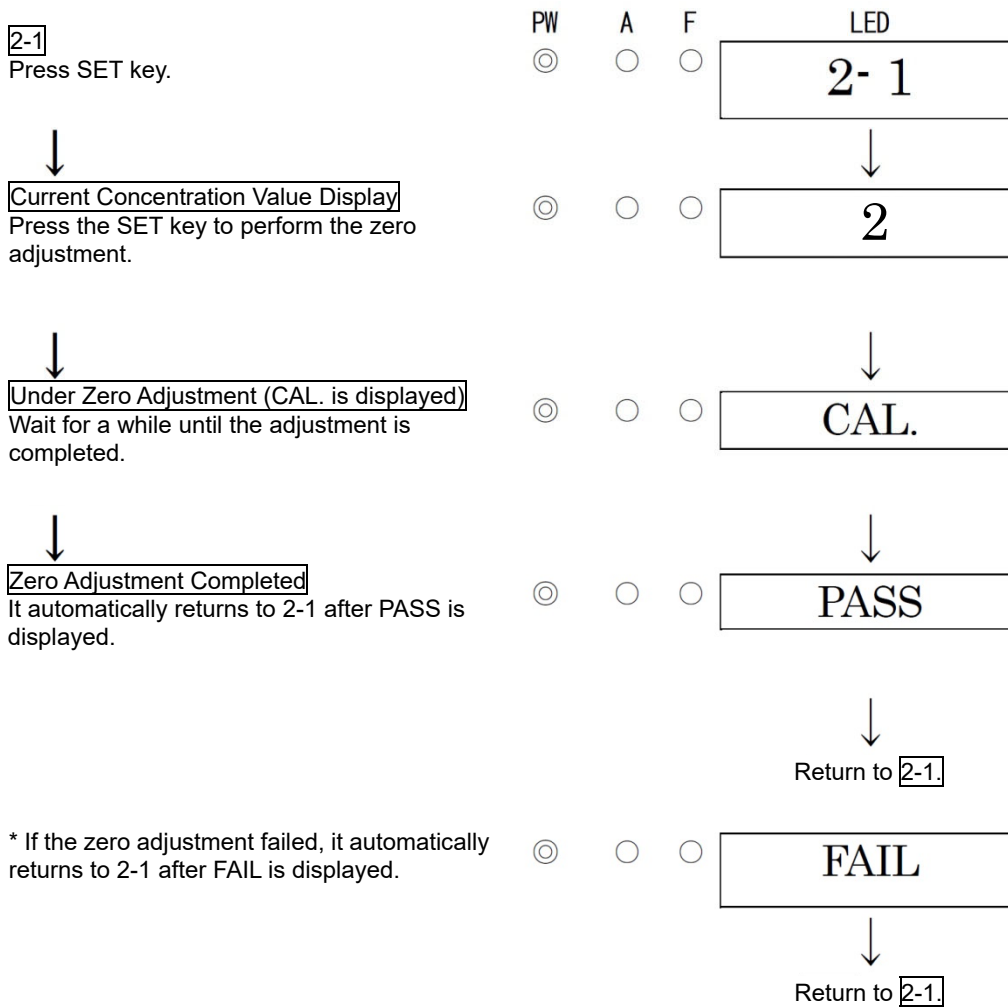 PW A F LED
2-1
Press SET key.
2- 1
Current Concentration Value Display
Press the SET key to perform the zero
adjustment.
2
Under Zero Adjustment (CAL. is displayed)
Wait for a while until the adjustment is
completed.
CAL.
Zero Adjustment Completed
It automatically returns to 2-1 after PASS is
displayed.
PASS
Return to 2-1.
* If the zero adjustment failed, it automatically
returns to 2-1 after FAIL is displayed.
FAIL
Return to 2-1.